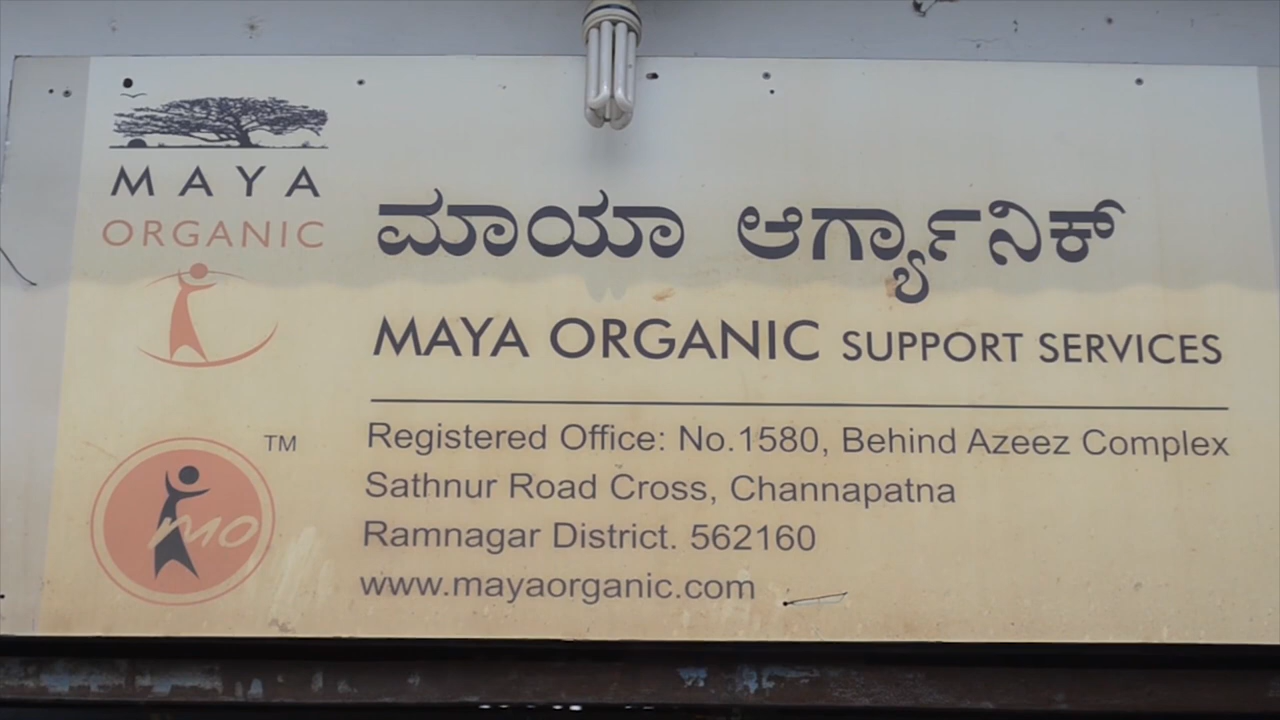 MAYA
ORGANIC
ಮಾಯಾ ಆರ್ಗ್ಯಾನಿಕ್
MAYA ORGANIC SUPPORT SERVICES
TM
mo
Registered Office: No.1580, Behind Azeez Complex
Sathnur Road Cross, Channapatna
Ramnagar District. 562160
www.mayaorganic.com